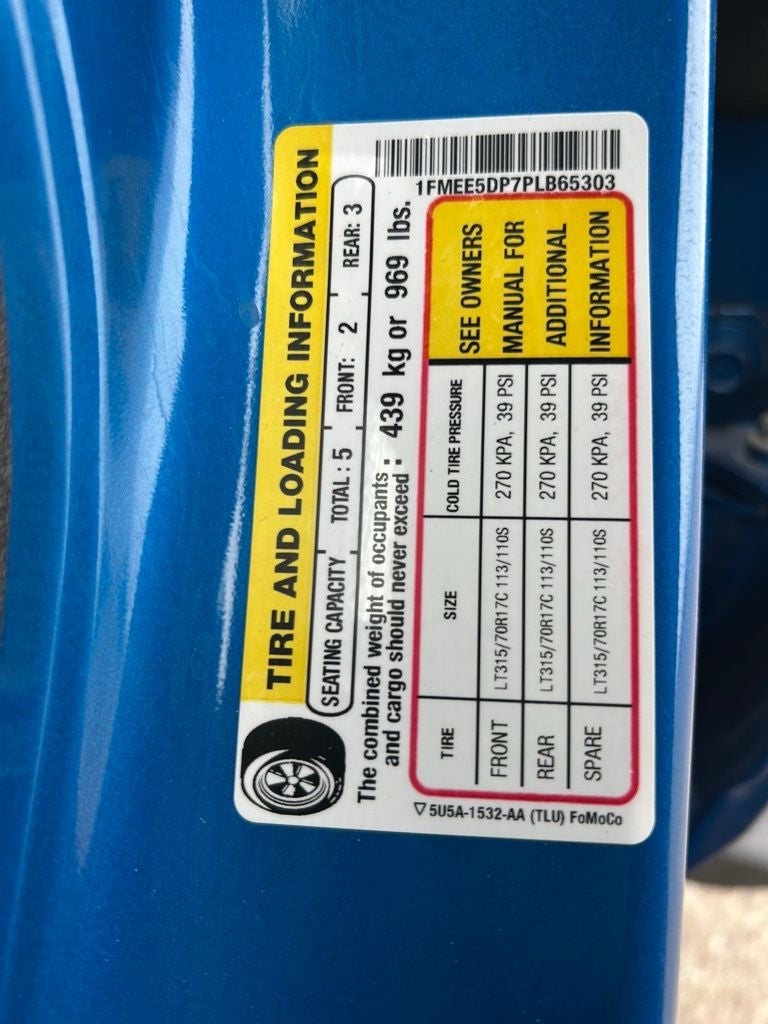 TIRE AND LOADING INFORMATION
SEATING CAPACITY TOTAL : 5 FRONT: 2 REAR: 3
The combined weight of occupants and cargo should never exceed : 439 kg or 969 lbs.
1FMEE5DP7PLB65303
TIRE SIZE COLD TIRE PRESSURE
FRONT LT315/70R17C 113/110S 270 KPA, 39 PSI
REAR LT315/70R17C 113/110S 270 KPA, 39 PSI
SPARE LT315/70R17C 113/110S 270 KPA, 39 PSI
SEE OWNERS
MANUAL FOR
ADDITIONAL
INFORMATION
5U5A-1532-AA (TLU) FoMoCo